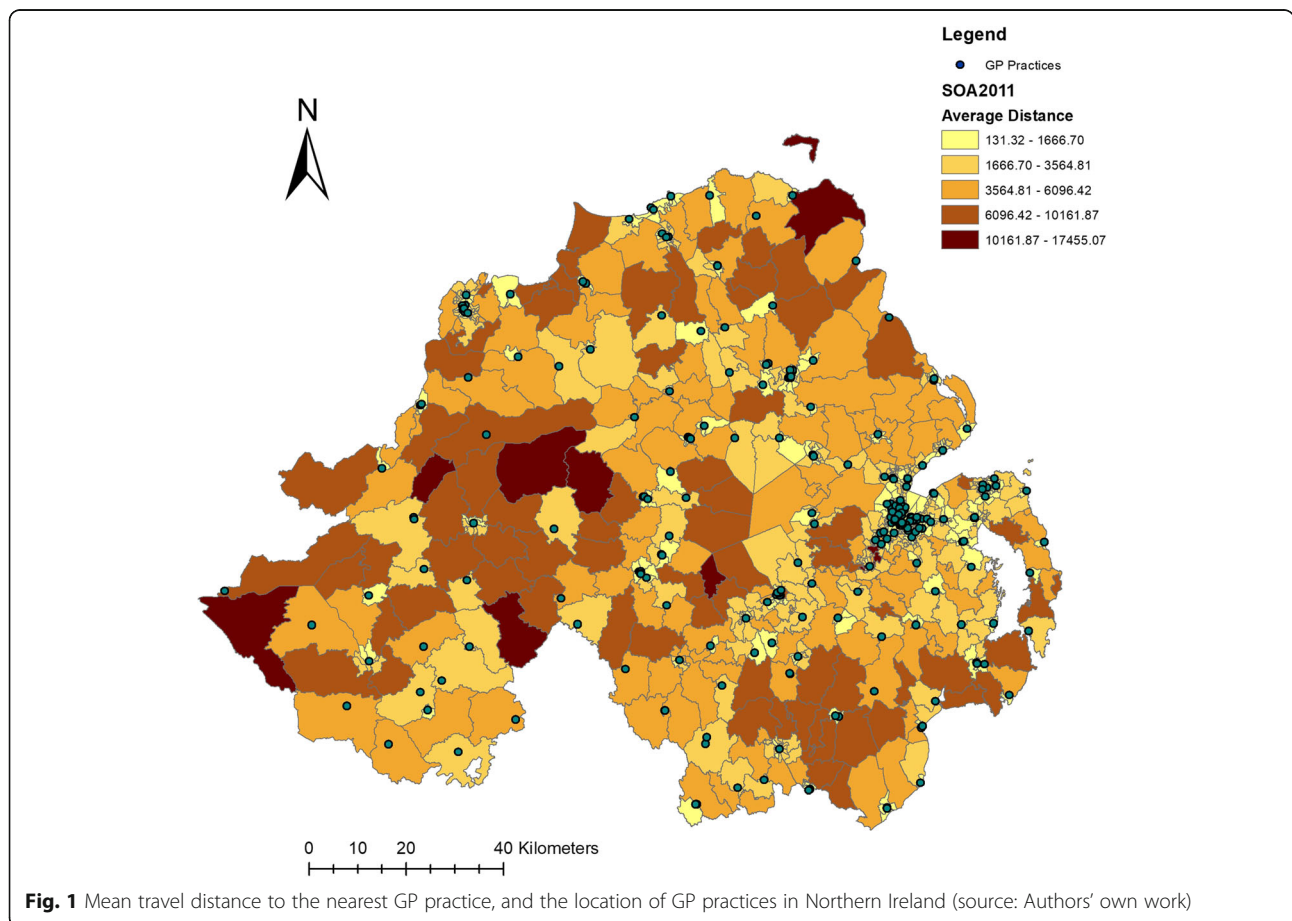 Legend
GP Practices
SOA2011
Average Distance
131.32 - 1666.70
1666.70 - 3564.81
3564.81 - 6096.42
6096.42 - 10161.87
10161.87 - 17455.07
N
0 10 20 40 Kilometers
Fig. 1 Mean travel distance to the nearest GP practice, and the location of GP practices in Northern Ireland (source: Authors' own work)